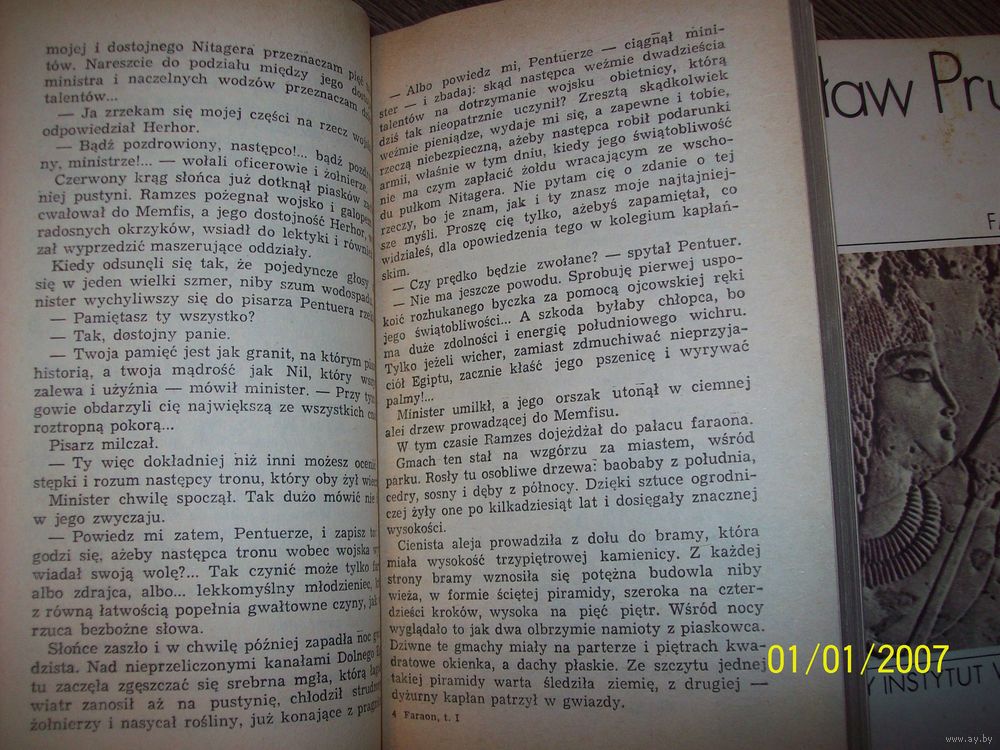 mojej i dostojnego Nitagera przeznaczam pięć
tów. Nareszcie do podziału między jego
ministra i naczelnych wodzów przeznaczam
talentów...
— Ja zrzekam się mojej części na rzecz
odpowiedział Herhor.
— Bądź pozdrowiony, następco!... bądź
ny, ministrze!... — wołali oficerowie i żołnierze.
Czerwony krąg słońca już dotknął piasków
niej pustyni. Ramzes pożegnał wojsko i
cwałował do Memfis, a jego dostojność Herhor,
radosnych okrzyków, wsiadł do lektyki i
zał wyprzedzić maszerujące oddziały.
Kiedy odsunęli się tak, że pojedyncze głosy
się w jeden wielki szmer, niby szum wodospadu,
nister wychyliwszy się do pisarza Pentuera
— Pamiętasz ty wszystko?
— Tak, dostojny panie.
— Twoja pamięć jest jak granit, na którym
historią, a twoja mądrość jak Nil, który
zalewa i użyźnia — mówił minister. — Przy
gowie obdarzyli cię największą ze wszystkich
roztropną pokorą...
Pisarz milczał.
— Ty więc dokładniej niż inni możesz
stępki i rozum następcy tronu, który oby żył
Minister chwilę spoczął. Tak dużo mówić nie
w jego zwyczaju.
— Powiedz mi zatem, Pentuerze, i zapisz
godzi się, ażeby następca tronu wobec wojska
wiadał swoją wolę?... Tak czynić może tylko
albo zdrajca, albo... lekkomyślny młodzieniec,
z równą łatwością popełnia gwałtowne czyny, jak
rzuca bezbożne słowa.
Słońce zaszło i w chwilę później zapadła noc
dzista. Nad nieprzeliczonymi kanałami Dolnego
tu zaczęła zgęszczać się srebrna mgła, którą
wiatr zanosił aż na pustynię, chłodził
żołnierzy i nasycał rośliny, już konające z
— Albo powiedz mi, Pentuerze — ciągnął mini-
ster — i zbadaj: skąd następca weźmie dwadzieścia
talentów na dotrzymanie wojsku obietnicy, którą
dziś tak nieopatrznie uczynił? Zresztą skądkolwiek
weźmie pieniądze, wydaje mi się, a zapewne i tobie,
rzeczą niebezpieczną, ażeby następca robił podarunki
armii, właśnie w tym dniu, kiedy jego świątobliwość
nie ma czym zapłacić żołdu wracającym ze wscho-
du pułkom Nitagera. Nie pytam cię o zdanie o tej
rzeczy, bo je znam, jak i ty znasz moje najtajniej-
sze myśli. Proszę cię tylko, ażebyś zapamiętał, co
widziałeś, dla opowiedzenia tego w kolegium kapłań-
skim.
— Czy prędko będzie zwołane? — spytał Pentuer.
— Nie ma jeszcze powodu. Spróbuję pierwej uspo-
koić rozhukanego byczka za pomocą ojcowskiej ręki
jego świątobliwości... A szkoda byłaby chłopca, bo
ma duże zdolności i energię południowego wichru.
Tylko jeżeli wicher, zamiast zdmuchiwać nieprzyja-
ciół Egiptu, zacznie kłaść jego pszenicę i wyrywać
palmy!...
Minister umilkł, a jego orszak utonął w ciemnej
alei drzew prowadzącej do Memfisu.
W tym czasie Ramzes dojeżdżał do pałacu faraona.
Gmach ten stał na wzgórzu za miastem, wśród
parku. Rosły tu osobliwe drzewa: baobaby z południa,
cedry, sosny i dęby z północy. Dzięki sztuce ogrodni-
czej żyły one po kilkadziesiąt lat i dosięgały znacznej
wysokości.
Cienista aleja prowadziła z dołu do bramy, która
miała wysokość trzypiętrowej kamienicy. Z każdej
strony bramy wznosiła się potężna budowla niby
wieża, w formie ściętej piramidy, szeroka na czter-
dzieści kroków, wysoka na pięć piętr. Wśród nocy
wyglądało to jak dwa olbrzymie namioty z piaskowca.
Dziwne te gmachy miały na parterze i piętrach kwa-
dratowe okienka, a dachy płaskie. Ze szczytu jednej
takiej piramidy warta śledziła ziemię, z drugiej —
dyżurny kapłan patrzył w gwiazdy.
4 Faraon, t. I
ław Pru
FA
Y INSTYTUT W
01/01/2007
www.ay.by